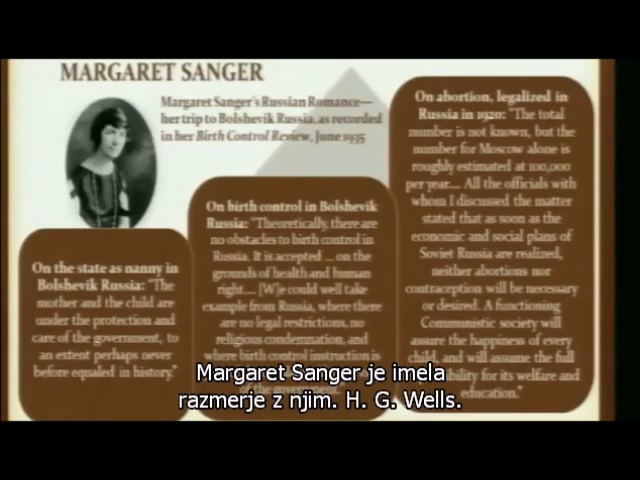 MARGARET SANGER
Margaret Sanger's Russian Romance—
her trip to Bolshevik Russia, as recorded
in her Birth Control Review, June 1935
On the state as nanny in
Bolshevik Russia: "The
mother and the child are
under the protection and
care of the government, to
an extent perhaps never
before equaled in history."
On birth control in Bolshevik
Russia: "Theoretically, there are
no obstacles to birth control in
Russia. It is accepted ... on the
grounds of health and human
right.... [W]e could well take
example from Russia, where there
are no legal restrictions, no
religious condemnation, and
where birth control instruction is
On abortion, legalized in
Russia in 1920: "The total
number is not known, but the
number for Moscow alone is
roughly estimated at 100,000
per year.... All the officials with
whom I discussed the matter
stated that as soon as the
economic and social plans of
Soviet Russia are realized,
neither abortions nor
contraception will be necessary
or desired. A functioning
Communistic society will
assure the happiness of every
child, and will assume the full
for its welfare and
education."
Margaret Sanger je imela
razmerje z njim. H. G. Wells.